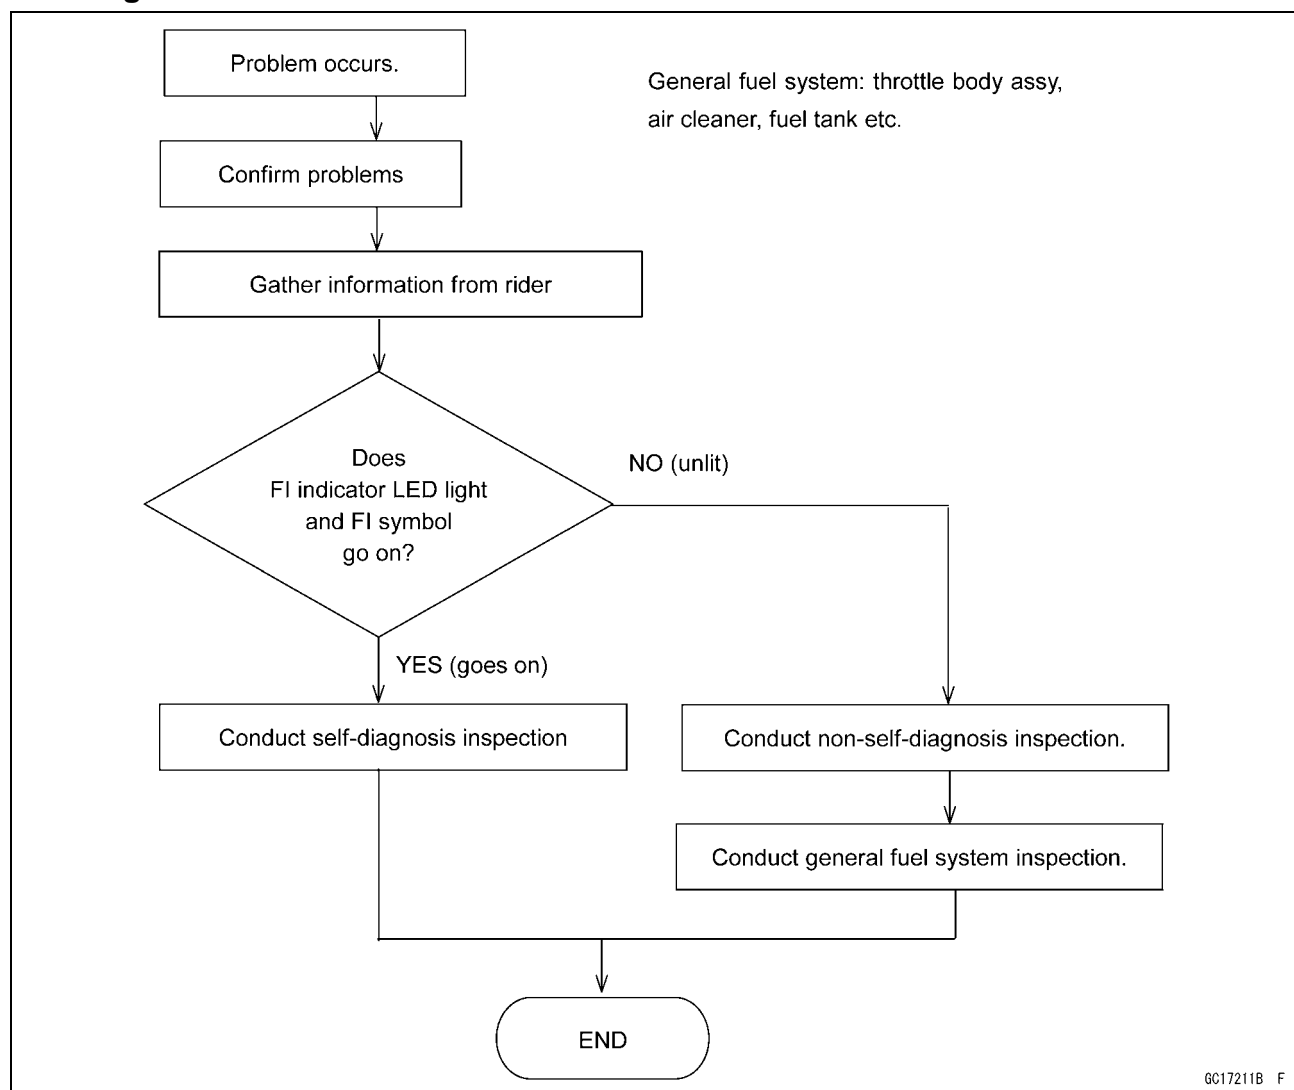 Problem occurs.
General fuel system: throttle body assy,
air cleaner, fuel tank etc.
Confirm problems
Gather information from rider
Does
FI indicator LED light
and FI symbol
go on?
NO (unlit)
YES (goes on)
Conduct self-diagnosis inspection
Conduct non-self-diagnosis inspection.
Conduct general fuel system inspection.
END
GC17211B F